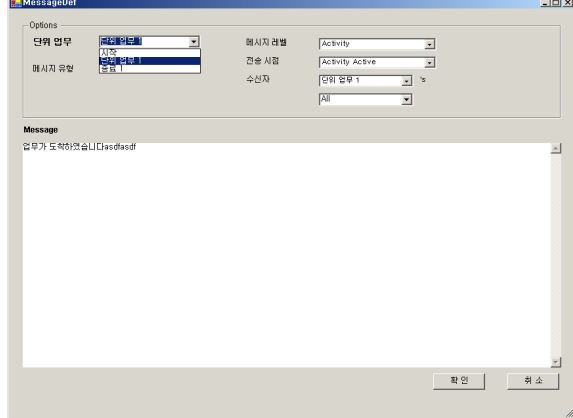 MessageDef
Options
단위 업무
단위 업무 1
시작
단위 업무 1
종료 1
메시지 유형
메시지 레벨
Activity
전송 시점
Activity Active
수신자
단위 업무 1
's
All
Message
업무가 도착하였습니다asdfasdf
확인
취소